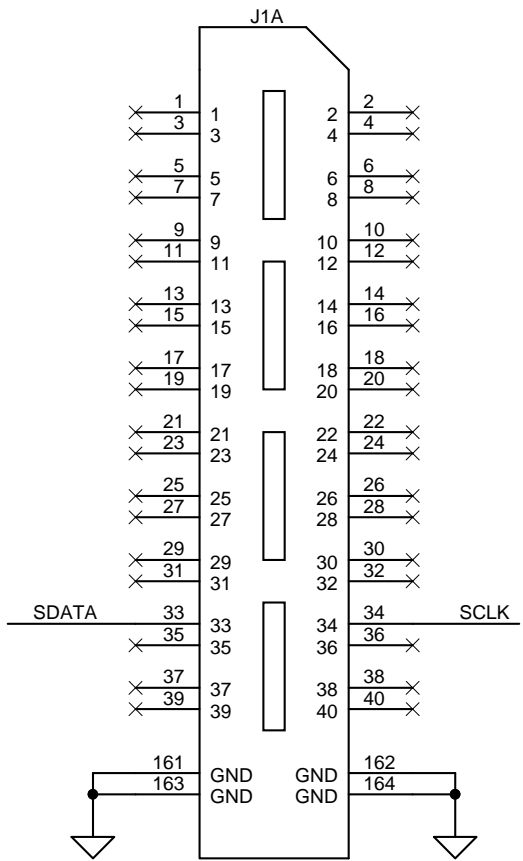 J1A
1 1 2 2
3 3 4 4
5 5 6 6
7 7 8 8
9 9 10 10
11 11 12 12
13 13 14 14
15 15 16 16
17 17 18 18
19 19 20 20
21 21 22 22
23 23 24 24
25 25 26 26
27 27 28 28
29 29 30 30
31 31 32 32
SDATA 33 33 34 34 SCLK
35 35 36 36
37 37 38 38
39 39 40 40
161 GND GND 162
163 GND GND 164